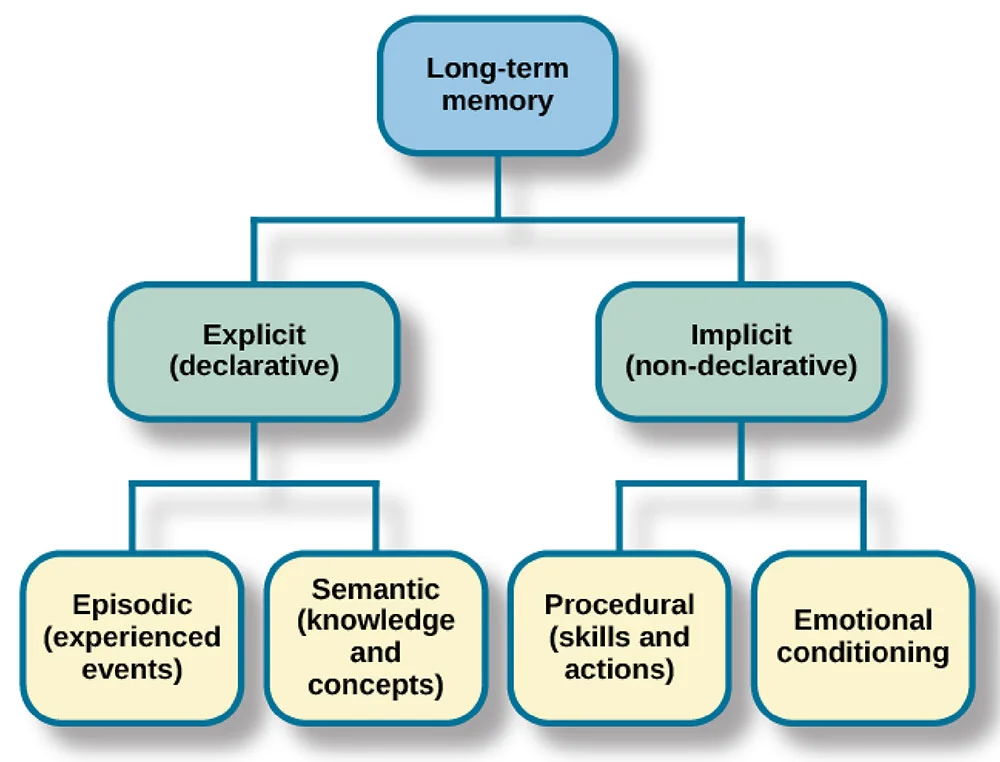 Long-term
memory
Explicit
(declarative)
Implicit
(non-declarative)
Episodic
(experienced
events)
Semantic
(knowledge
and
concepts)
Procedural
(skills and
actions)
Emotional
conditioning